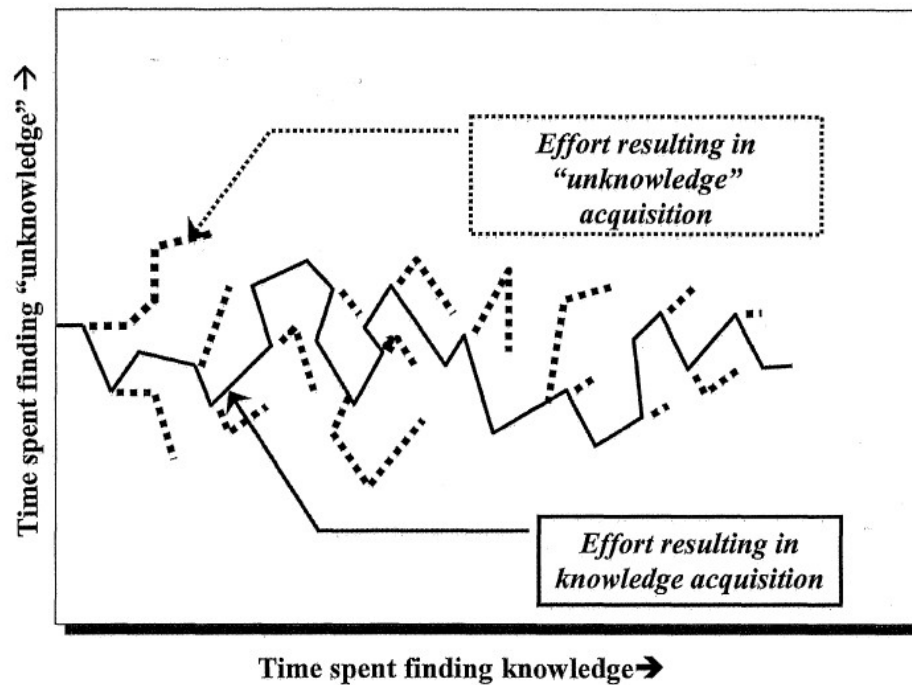 Time spent finding “unknowledge” →
Effort resulting in
“unknowledge”
acquisition
Effort resulting in
knowledge acquisition
Time spent finding knowledge→